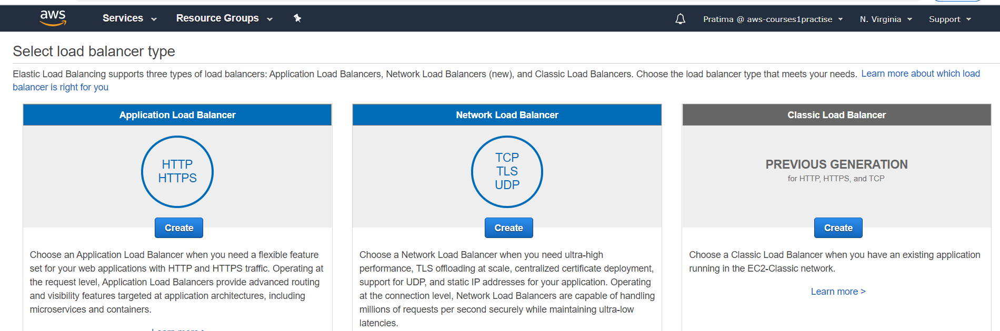 aws
Services
Resource Groups
Pratima @ aws-courses1practise
N. Virginia
Support
Select load balancer type
Elastic Load Balancing supports three types of load balancers: Application Load Balancers, Network Load Balancers (new), and Classic Load Balancers. Choose the load balancer type that meets your needs. Learn more about which load
balancer is right for you
Application Load Balancer
HTTP
HTTPS
Create
Choose an Application Load Balancer when you need a flexible feature
set for your web applications with HTTP and HTTPS traffic. Operating at
the request level, Application Load Balancers provide advanced routing
and visibility features targeted at application architectures, including
microservices and containers.
Learn more >
Network Load Balancer
TCP
TLS
UDP
Create
Choose a Network Load Balancer when you need ultra-high
performance, TLS offloading at scale, centralized certificate deployment,
support for UDP, and static IP addresses for your application. Operating
at the connection level, Network Load Balancers are capable of handling
millions of requests per second securely while maintaining ultra-low
latencies.
Classic Load Balancer
PREVIOUS GENERATION
for HTTP, HTTPS, and TCP
Create
Choose a Classic Load Balancer when you have an existing application
running in the EC2-Classic network.
Learn more >